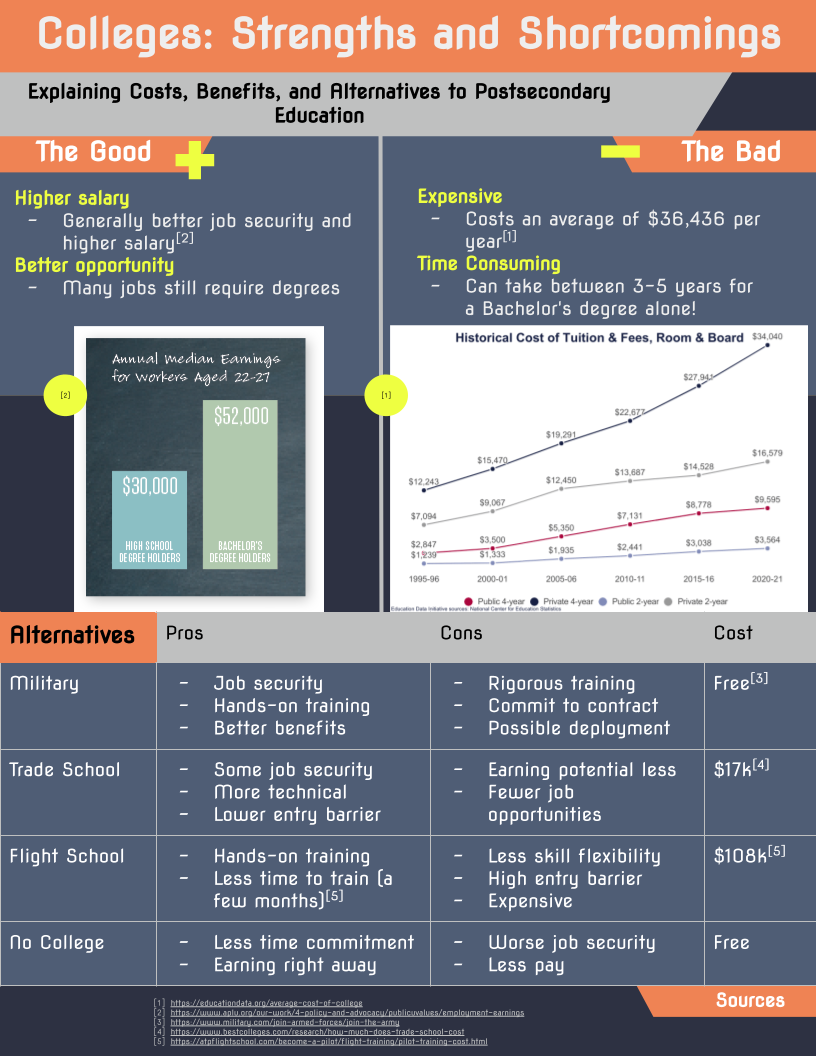 Colleges: Strengths and Shortcomings
Explaining Costs, Benefits, and Alternatives to Postsecondary
Education
The Good
Higher salary
- Generally better job security and
higher salary[2]
Better opportunity
- Many jobs still require degrees
The Bad
Expensive
- Costs an average of $36,436 per
year[1]
Time Consuming
- Can take between 3-5 years for
a Bachelor's degree alone!
[2]
Annual Median Earnings
for Workers Aged 22-27
$30,000
HIGH SCHOOL
DEGREE HOLDERS
$52,000
BACHELOR'S
DEGREE HOLDERS
[1]
Historical Cost of Tuition & Fees, Room & Board
$12,243 $15,470 $19,291 $22,677 $27,941 $34,040
$7,094 $9,067 $12,450 $13,687 $14,528 $16,579
$2,847 $3,500 $5,350 $7,131 $8,778 $9,595
$1,239 $1,333 $1,935 $2,441 $3,038 $3,564
1995-96 2000-01 2005-06 2010-11 2015-16 2020-21
Public 4-year Private 4-year Public 2-year Private 2-year
Education Data Initiative sources: National Center for Education Statistics
Alternatives Pros Cons Cost
Military
- Job security
- Hands-on training
- Better benefits
- Rigorous training
- Commit to contract
- Possible deployment
Free[3]
Trade School
- Some job security
- More technical
- Lower entry barrier
- Earning potential less
- Fewer job
opportunities
$17k[4]
Flight School
- Hands-on training
- Less time to train (a
few months)[5]
- Less skill flexibility
- High entry barrier
- Expensive
$108k[5]
No College
- Less time commitment
- Earning right away
- Worse job security
- Less pay
Free
Sources
[1] https://educationdata.org/average-cost-of-college
[2] https://www.aplu.org/our-work/4-policy-and-advocacy/publicuvalues/employment-earnings
[3] https://www.military.com/join-armed-forces/join-the-army
[4] https://www.bestcolleges.com/research/how-much-does-trade-school-cost
[5] https://atpflightschool.com/become-a-pilot/flight-training/pilot-training-cost.html